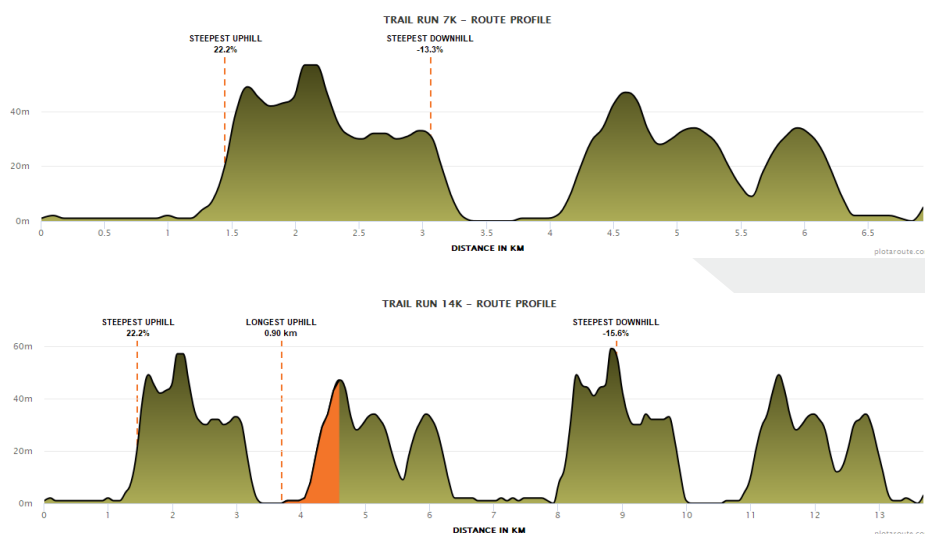 TRAIL RUN 7K – ROUTE PROFILE
STEEPEST UPHILL
22.2%
STEEPEST DOWNHILL
-13.3%
40m
20m
0m
0 0.5 1 1.5 2 2.5 3 3.5 4 4.5 5 5.5 6 6.5
DISTANCE IN KM
plotaroute.co
TRAIL RUN 14K – ROUTE PROFILE
STEEPEST UPHILL
22.2%
LONGEST UPHILL
0.90 km
STEEPEST DOWNHILL
-15.6%
60m
40m
20m
0m
0 1 2 3 4 5 6 7 8 9 10 11 12 13
DISTANCE IN KM
plotaroute.co